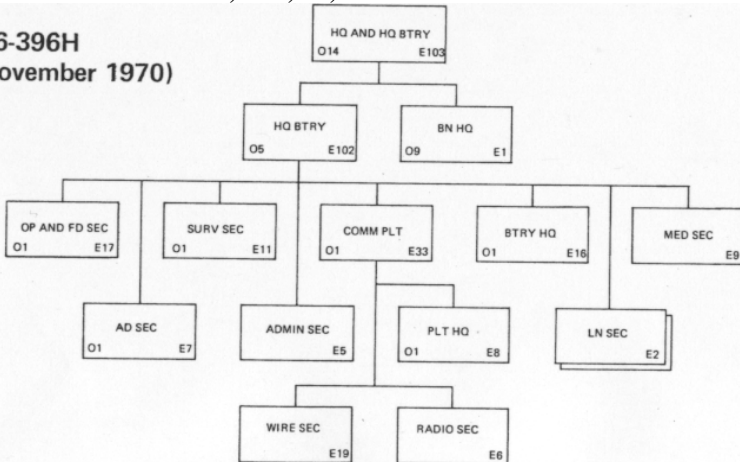 6-396H
ovember 1970)
HQ AND HQ BTRY
O14 E103
HQ BTRY
O5 E102
BN HQ
O9 E1
OP AND FD SEC
O1 E17
SURV SEC
O1 E11
COMM PLT
O1 E33
BTRY HQ
O1 E16
MED SEC
E9
AD SEC
O1 E7
ADMIN SEC
E5
PLT HQ
O1 E8
LN SEC
E2
WIRE SEC
E19
RADIO SEC
E6